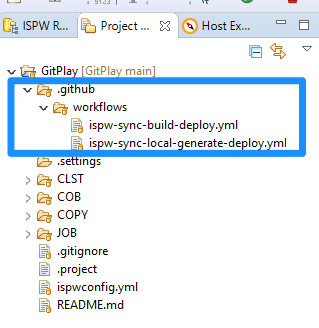 ISPW R...
Project ...
Host Ex...
GitPlay [GitPlay main]
.github
workflows
ispw-sync-build-deploy.yml
ispw-sync-local-generate-deploy.yml
.settings
CLST
COB
COPY
JOB
.gitignore
.project
ispwconfig.yml
README.md